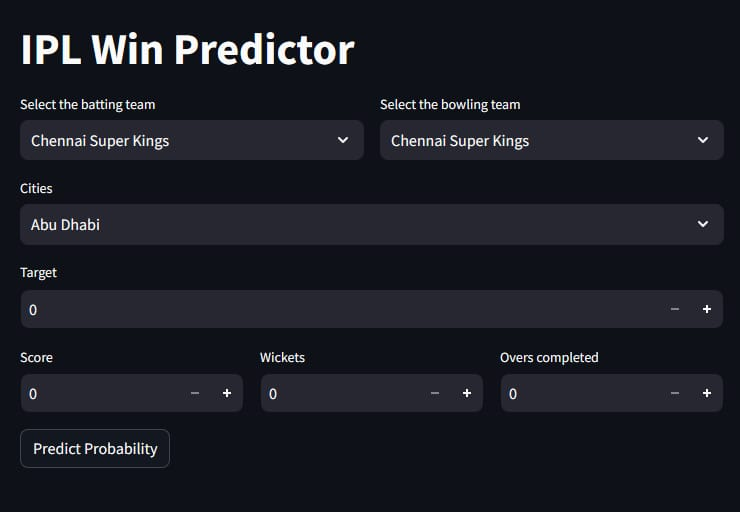 IPL Win Predictor
Select the batting team
Select the bowling team
Chennai Super Kings
Chennai Super Kings
Cities
Abu Dhabi
Target
0
Score
Wickets
Overs completed
0
0
0
Predict Probability